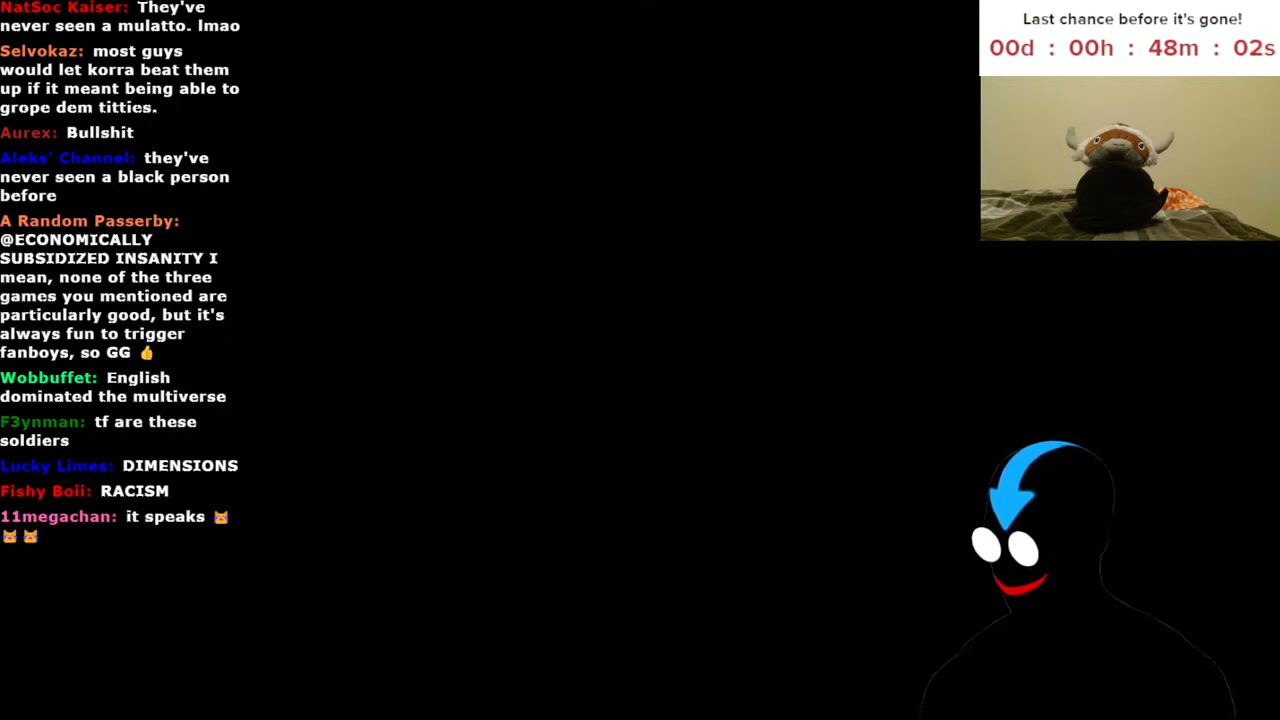 NatSoc Kaiser: They've
never seen a mulatto. lmao
Selvokaz: most guys
would let korra beat them
up if it meant being able to
grope dem titties.
Aurex: Bullshit
Aleks' Channel: they've
never seen a black person
before
A Random Passerby:
@ECONOMICALLY
SUBSIDIZED INSANITY I
mean, none of the three
games you mentioned are
particularly good, but it's
always fun to trigger
fanboys, so GG 👍
Wobbuffet: English
dominated the multiverse
F3ynman: tf are these
soldiers
Lucky Limes: DIMENSIONS
Fishy Boii: RACISM
11megachan: it speaks 😹
😹 😹
Last chance before it's gone!
00d : 00h : 48m : 02s